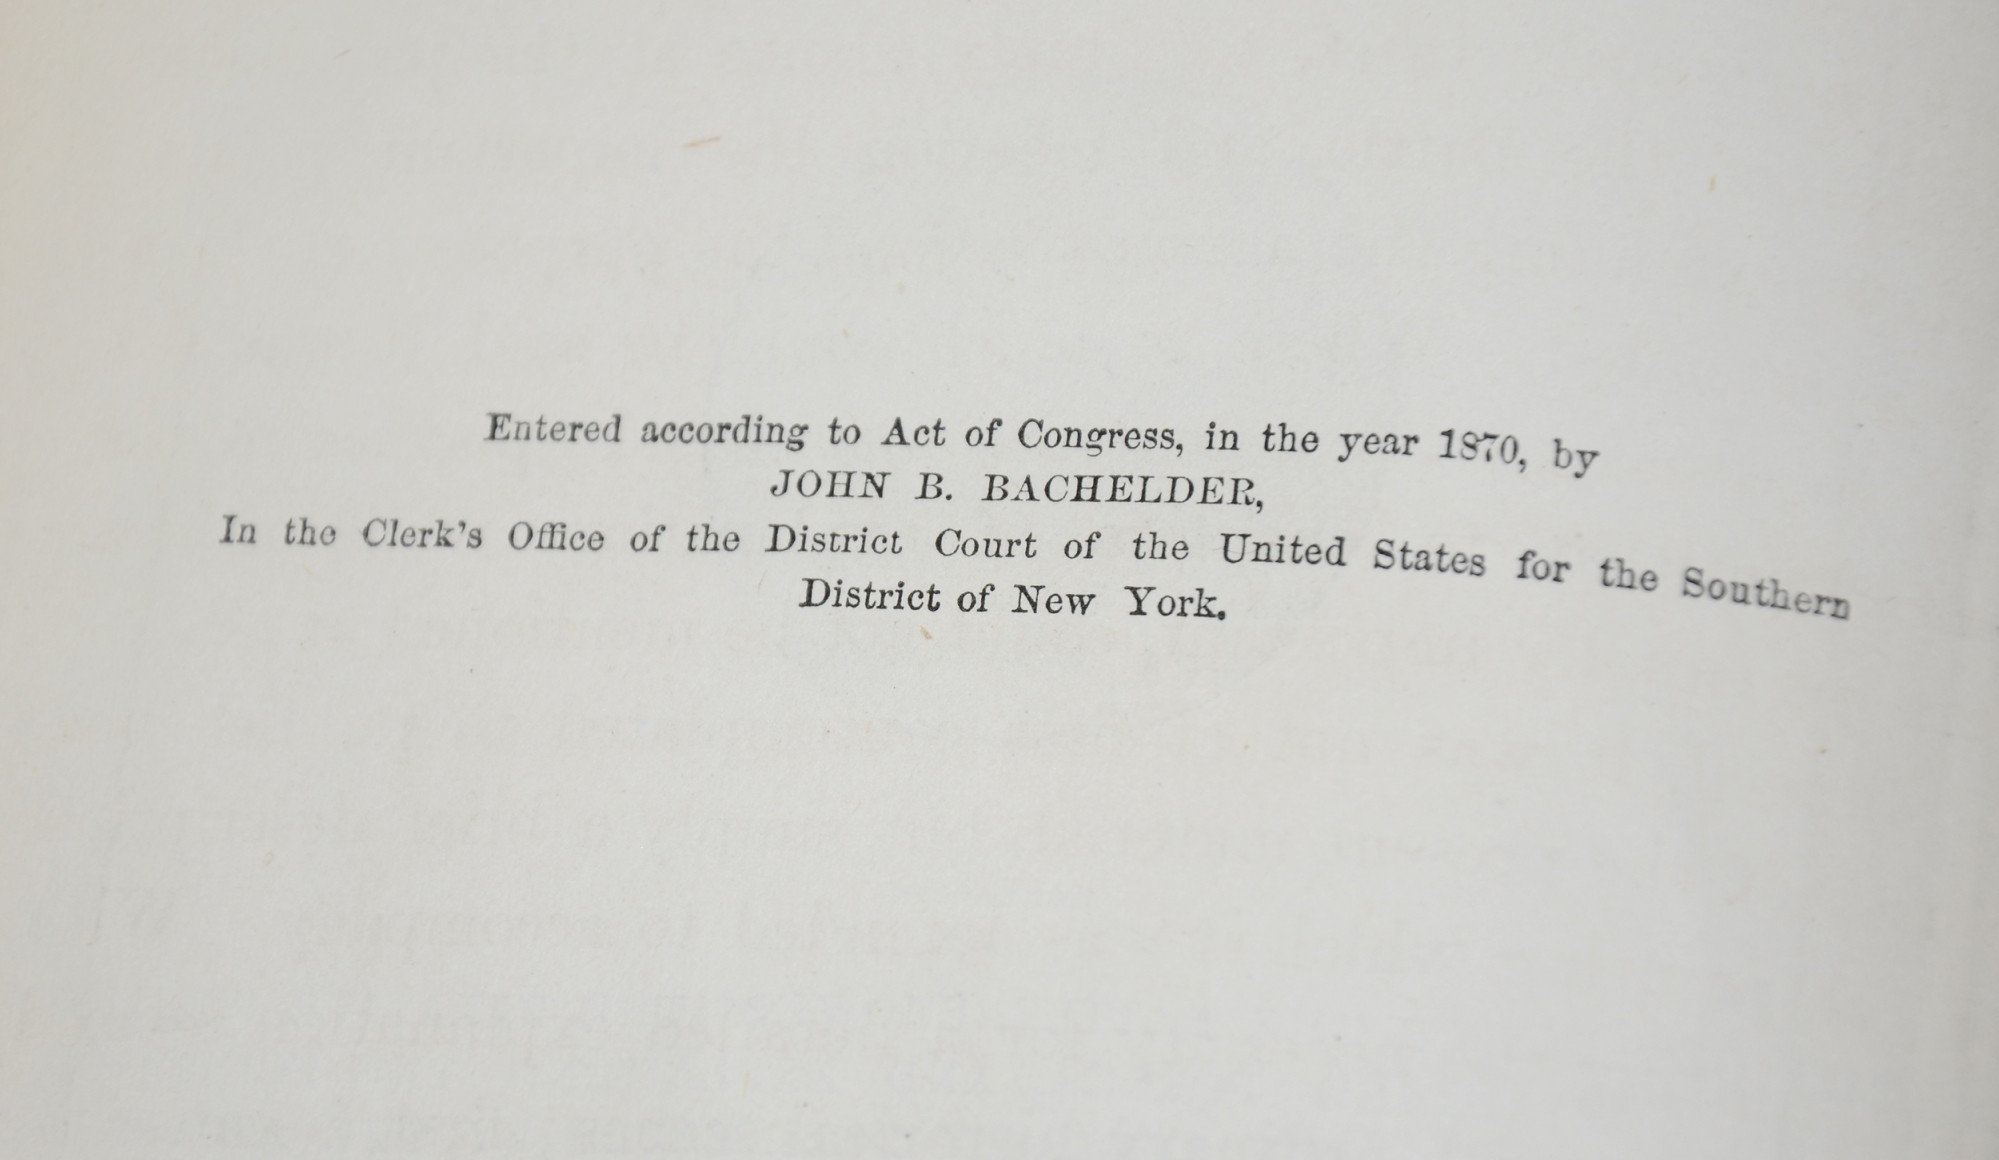 Entered according to Act of Congress, in the year 1870, by
JOHN B. BACHELDER,
In the Clerk's Office of the District Court of the United States for the Southern
District of New York.